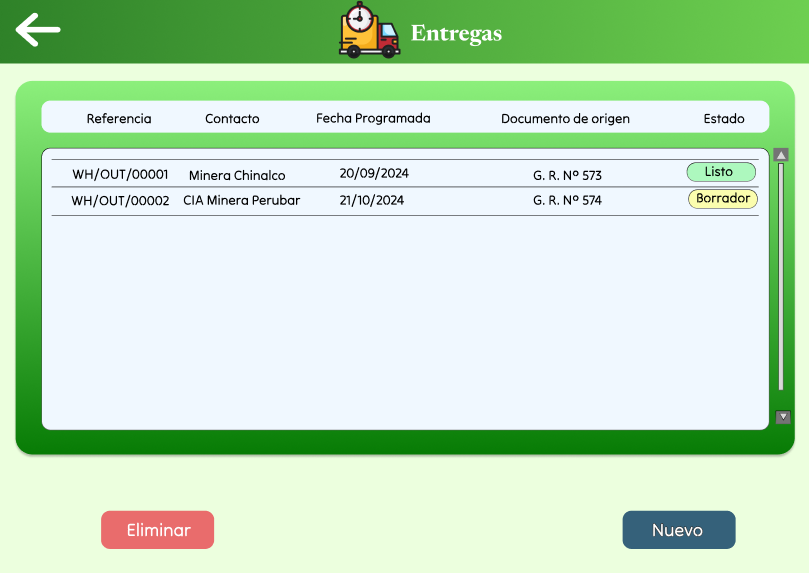 Entregas
Referencia Contacto Fecha Programada Documento de origen Estado
WH/OUT/00001 Minera Chinalco 20/09/2024 G. R. Nº 573 Listo
WH/OUT/00002 CIA Minera Perubar 21/10/2024 G. R. Nº 574 Borrador
Eliminar Nuevo